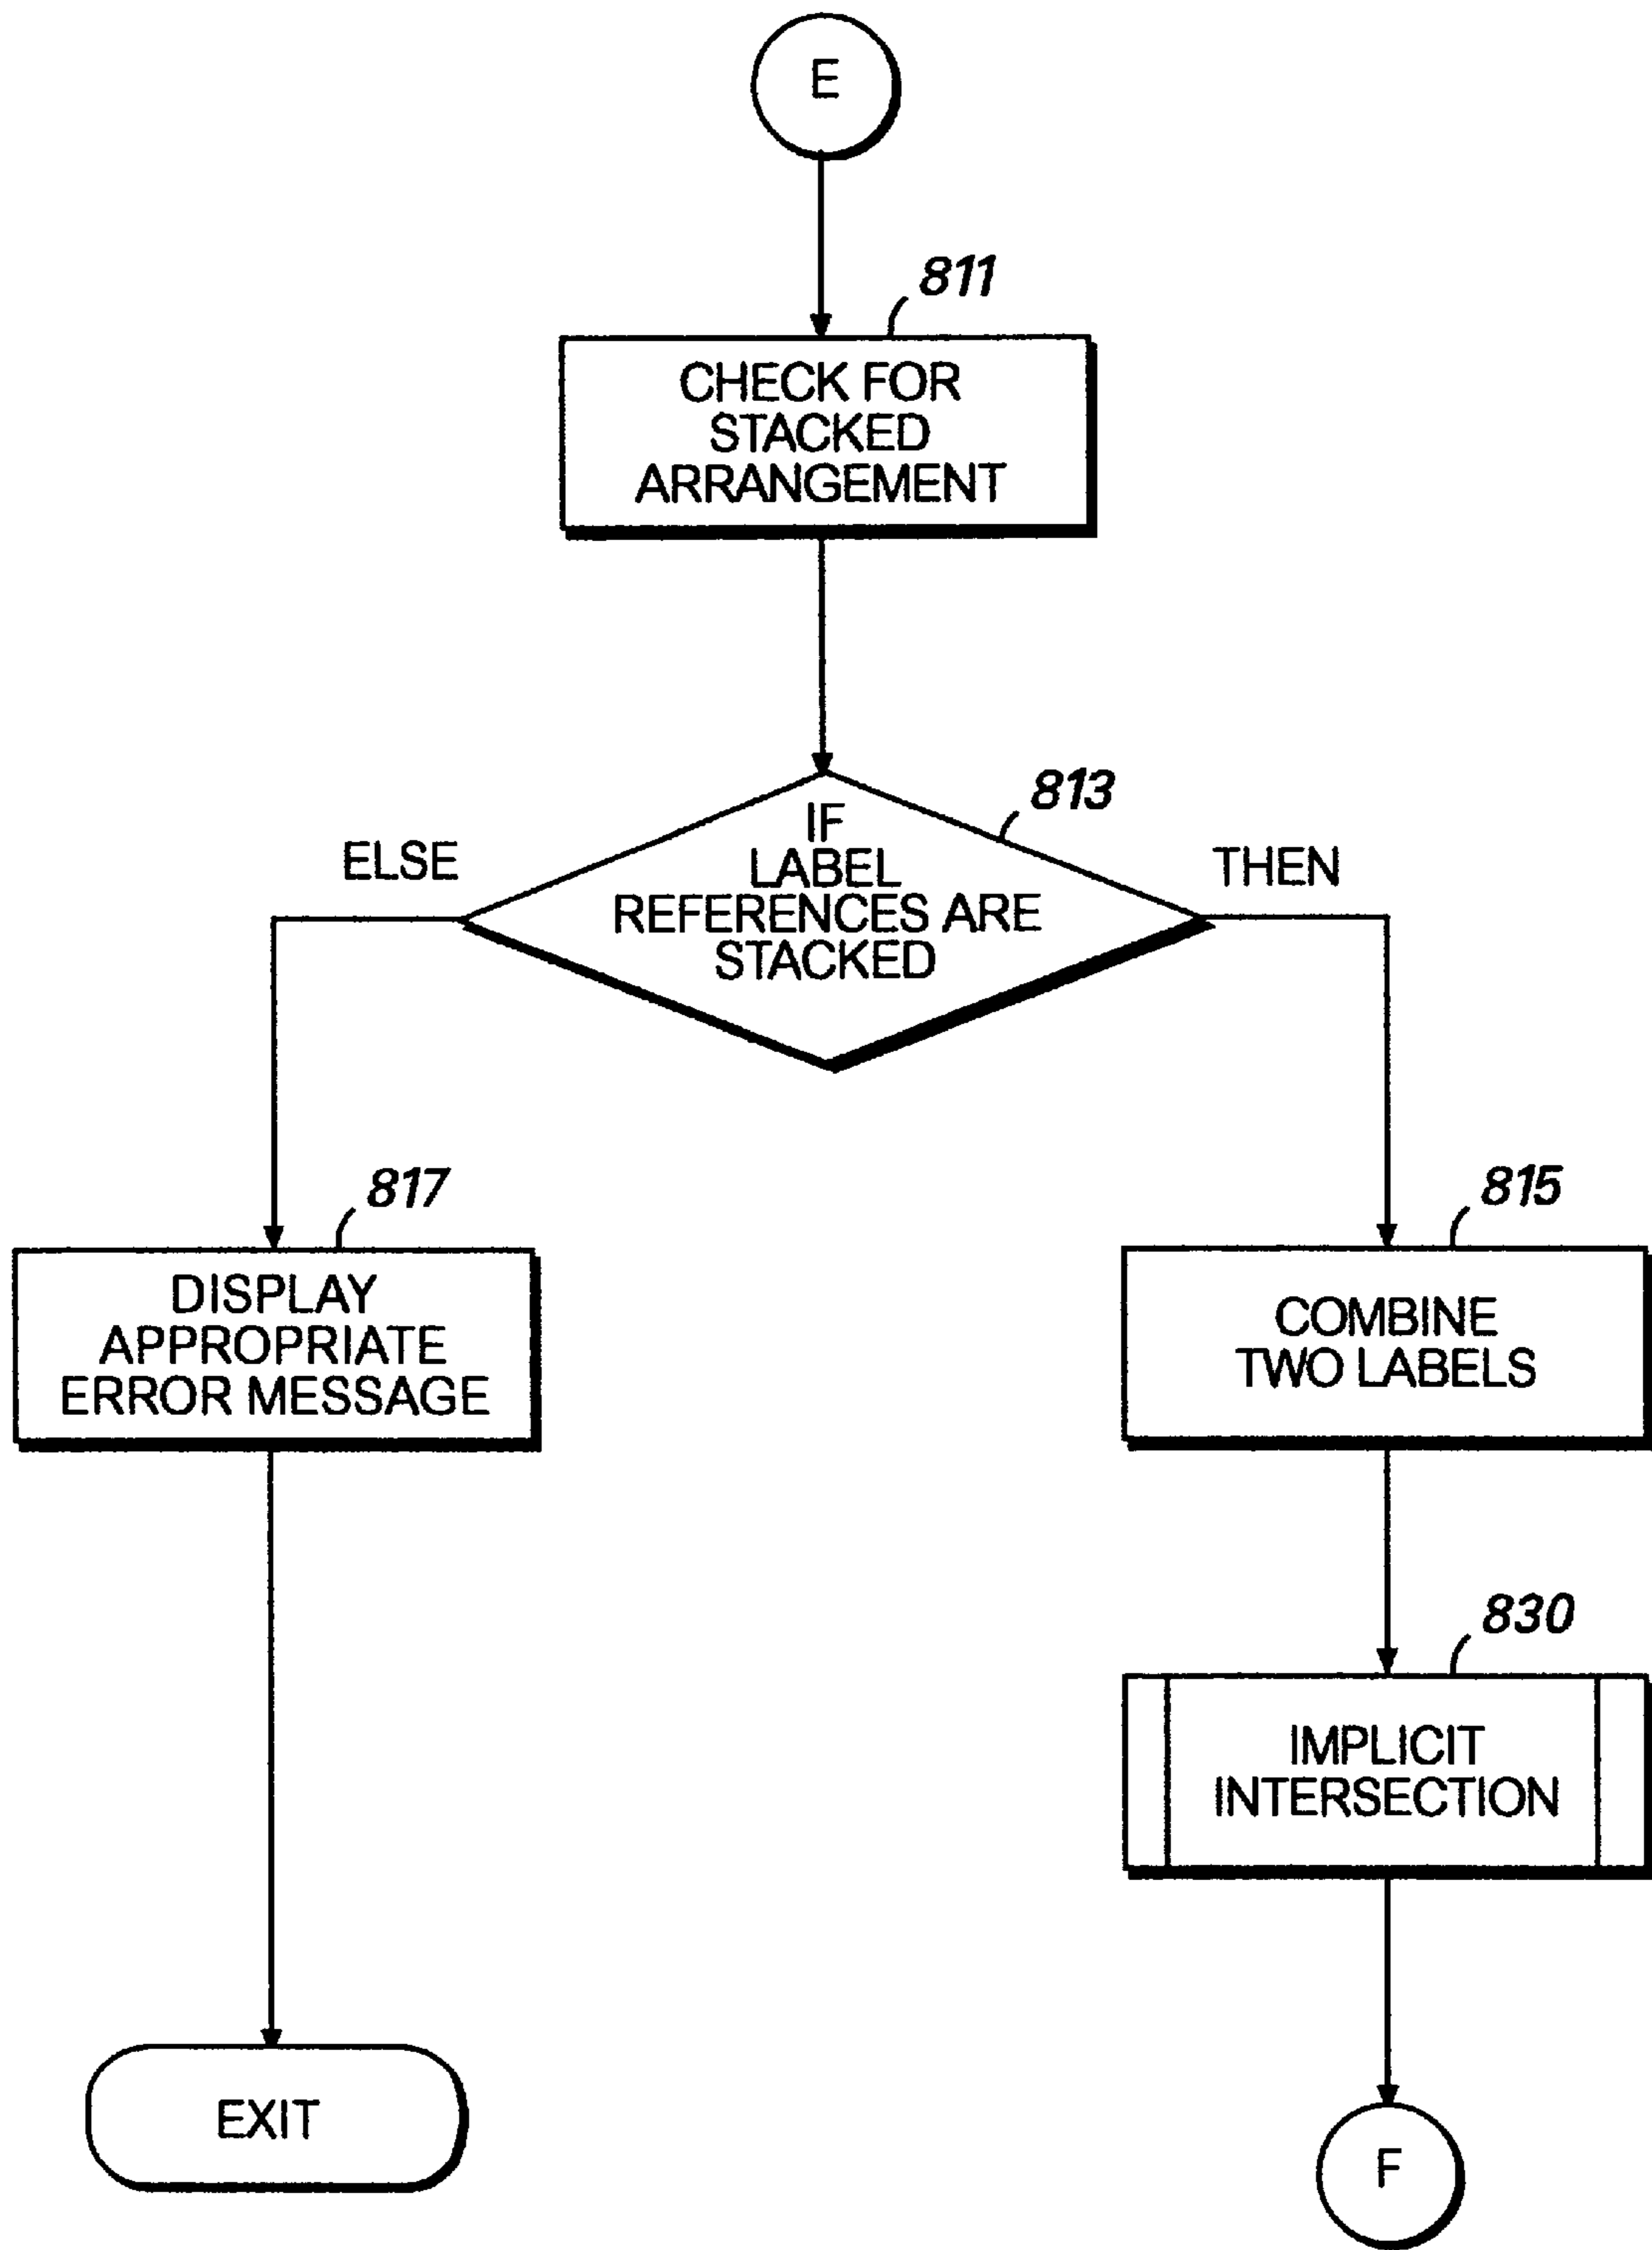 E
811
CHECK FOR
STACKED
ARRANGEMENT
813
IF
LABEL
REFERENCES ARE
STACKED
ELSE
THEN
817
DISPLAY
APPROPRIATE
ERROR MESSAGE
815
COMBINE
TWO LABELS
830
IMPLICIT
INTERSECTION
EXIT
F